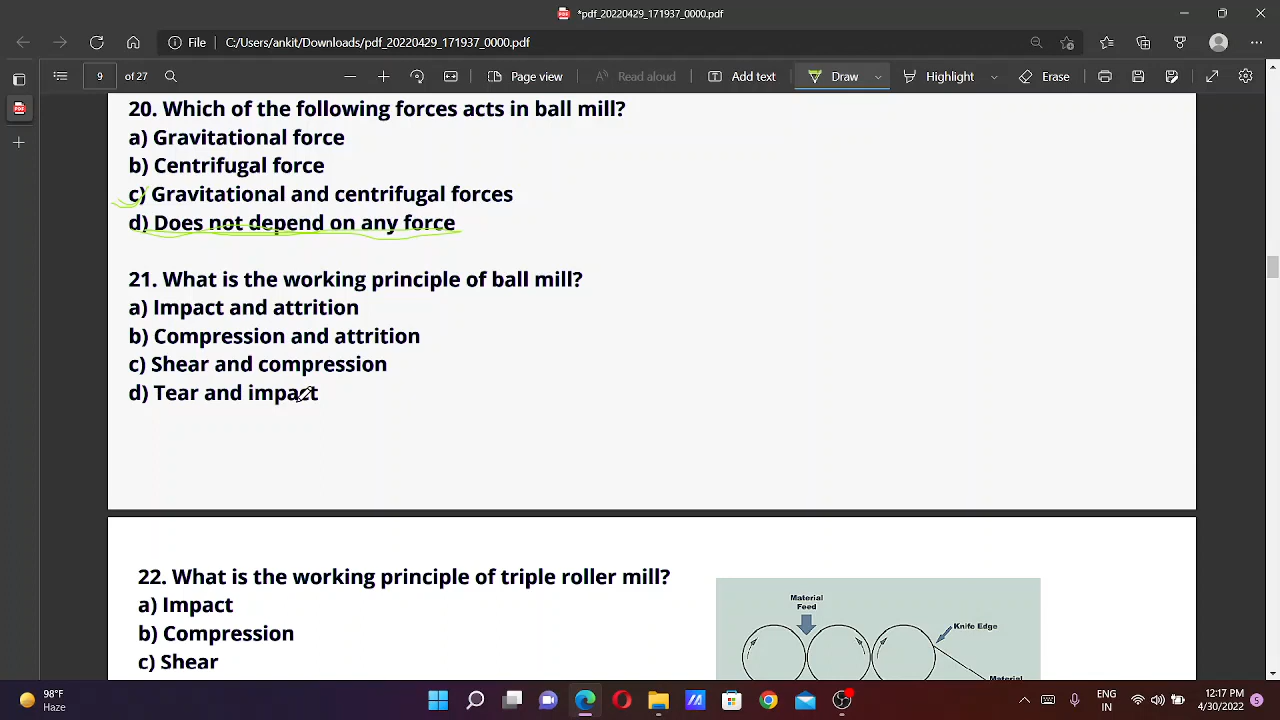 *pdf_20220429_171937_0000.pdf
File C:/Users/ankit/Downloads/pdf_20220429_171937_0000.pdf
9 of 27 Page view Read aloud Add text Draw Highlight Erase
20. Which of the following forces acts in ball mill?
a) Gravitational force
b) Centrifugal force
c) Gravitational and centrifugal forces
d) Does not depend on any force
21. What is the working principle of ball mill?
a) Impact and attrition
b) Compression and attrition
c) Shear and compression
d) Tear and impact
22. What is the working principle of triple roller mill?
a) Impact
b) Compression
c) Shear
Material
Feed
Knife Edge
Material
98°F
Haze
ENG
IN
12:17 PM
4/30/2022
S